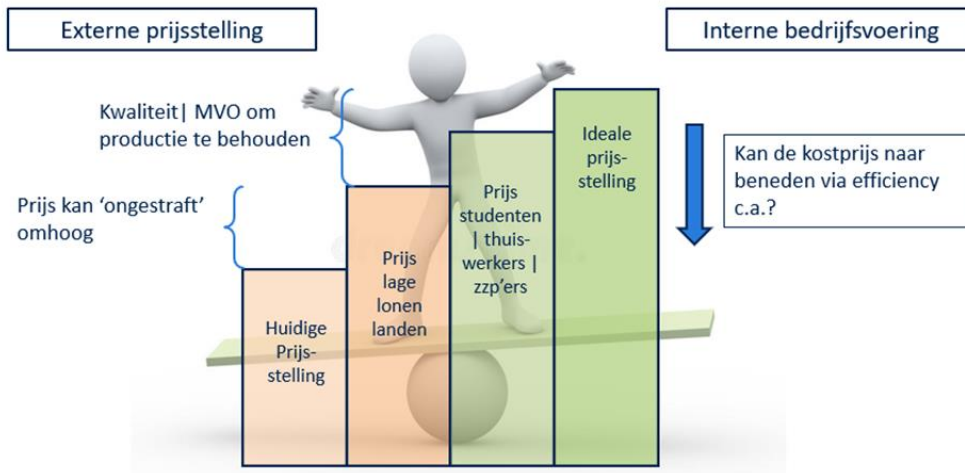 Externe prijsstelling
Interne bedrijfsvoering
Kwaliteit| MVO om
productie te behouden
Prijs kan ‘ongestraft’
omhoog
Huidige
Prijs-
stelling
Prijs
lage
lonen
landen
Prijs
studenten
| thuis-
werkers |
zzp’ers
Ideale
prijs-
stelling
Kan de kostprijs naar
beneden via efficiency
c.a.?